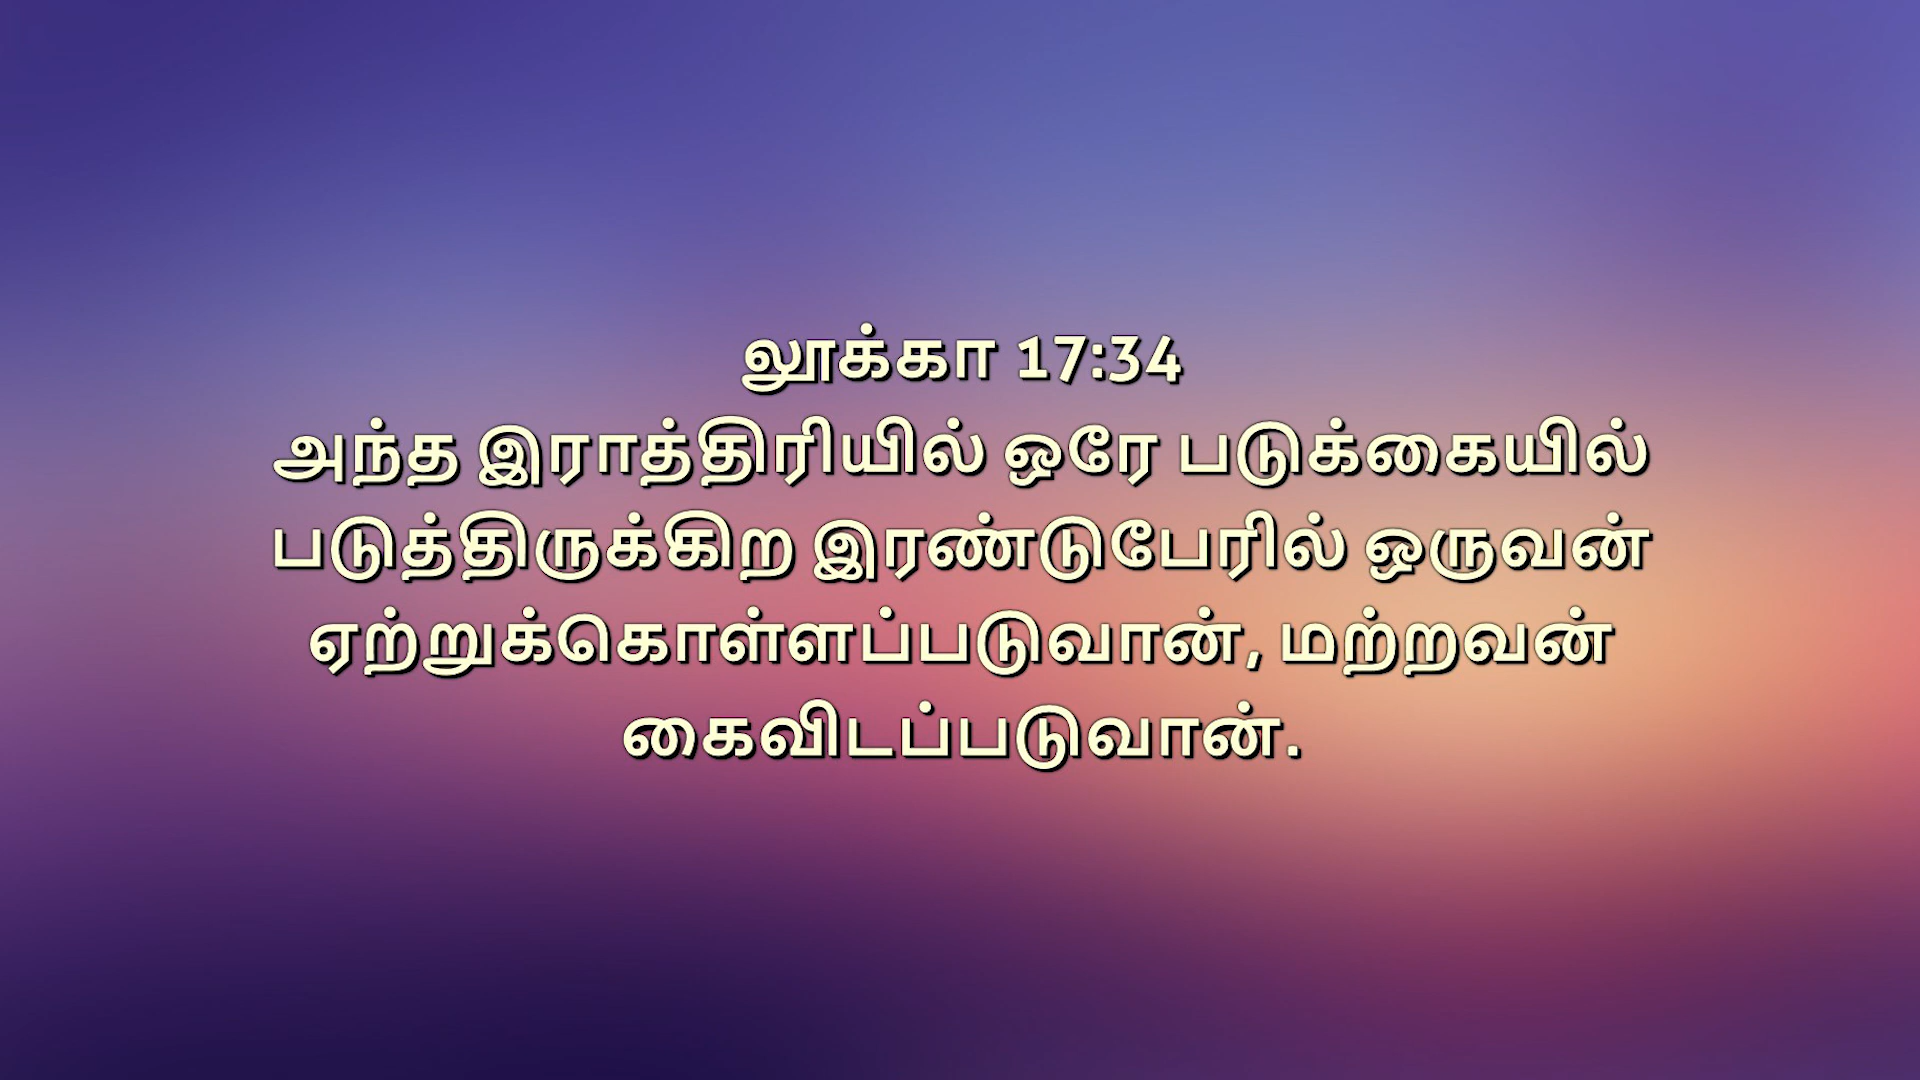 லூக்கா 17:34
அந்த இராத்திரியில் ஒரே படுக்கையில்
படுத்திருக்கிற இரண்டுபேரில் ஒருவன்
ஏற்றுக்கொள்ளப்படுவான், மற்றவன்
கைவிடப்படுவான்.